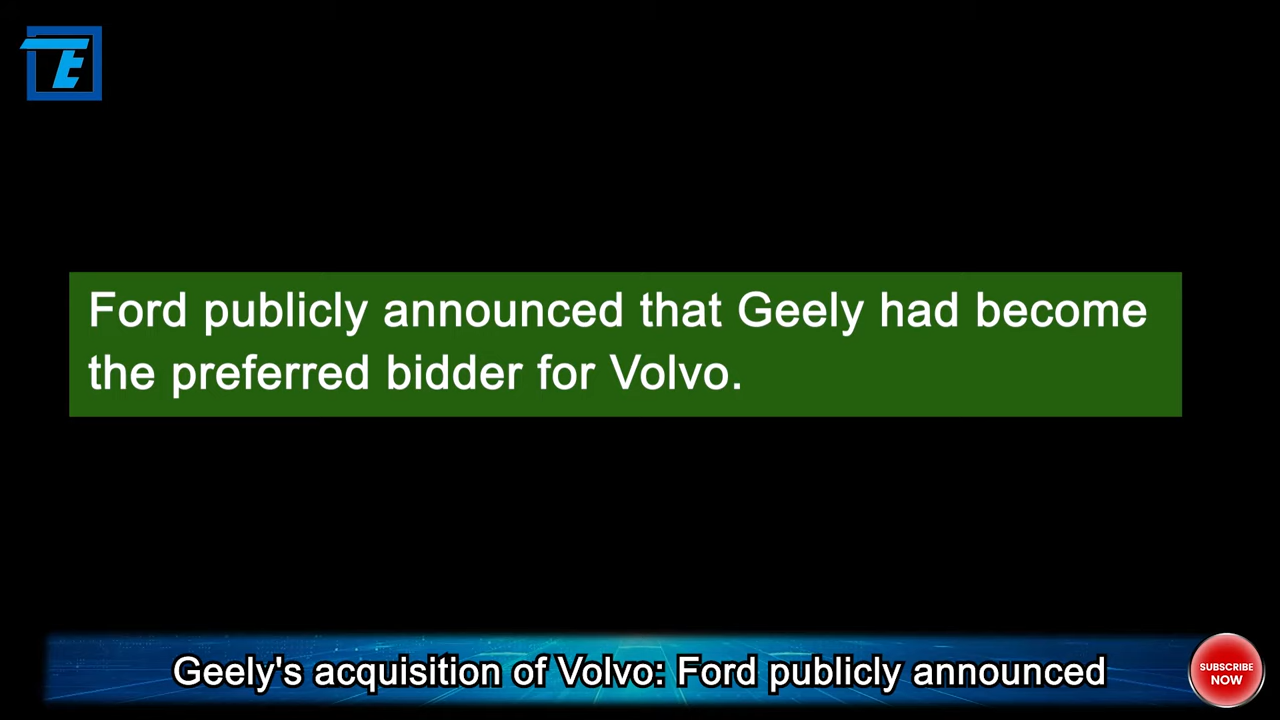 TE
Ford publicly announced that Geely had become
the preferred bidder for Volvo.
Geely's acquisition of Volvo: Ford publicly announced
SUBSCRIBE
NOW